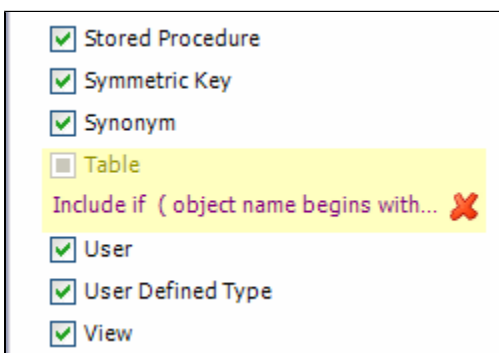 Stored Procedure
Symmetric Key
Synonym
Table
Include if ( object name begins with...
User
User Defined Type
View